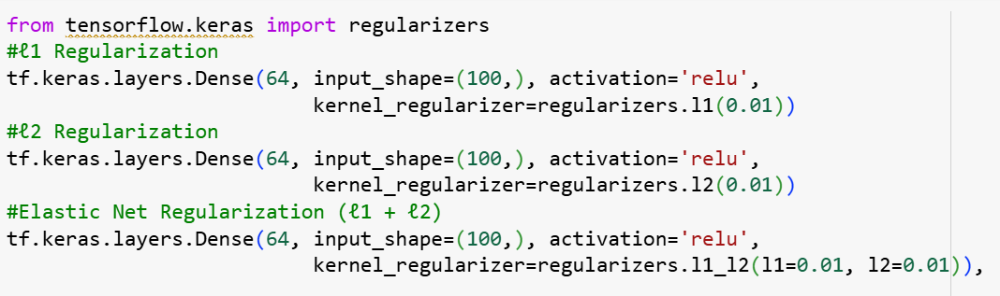 from tensorflow.keras import regularizers
#ℓ1 Regularization
tf.keras.layers.Dense(64, input_shape=(100,), activation='relu',
kernel_regularizer=regularizers.l1(0.01))
#ℓ2 Regularization
tf.keras.layers.Dense(64, input_shape=(100,), activation='relu',
kernel_regularizer=regularizers.l2(0.01))
#Elastic Net Regularization (ℓ1 + ℓ2)
tf.keras.layers.Dense(64, input_shape=(100,), activation='relu',
kernel_regularizer=regularizers.l1_l2(l1=0.01, l2=0.01)),